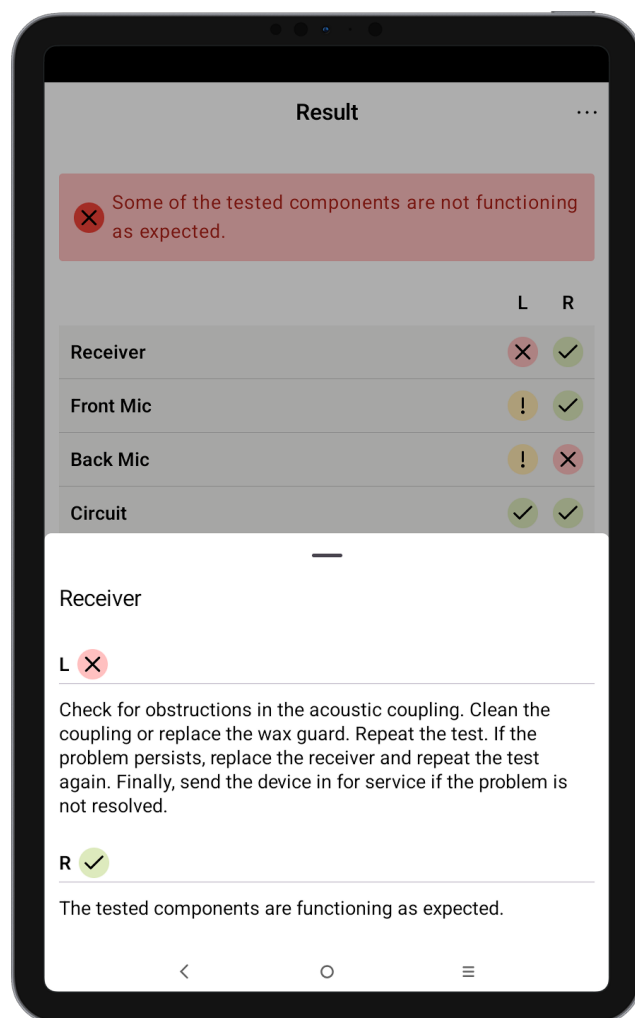 Result
Some of the tested components are not functioning
as expected.
L R
Receiver
Front Mic
Back Mic
Circuit
Receiver
L
Check for obstructions in the acoustic coupling. Clean the
coupling or replace the wax guard. Repeat the test. If the
problem persists, replace the receiver and repeat the test
again. Finally, send the device in for service if the problem is
not resolved.
R
The tested components are functioning as expected.